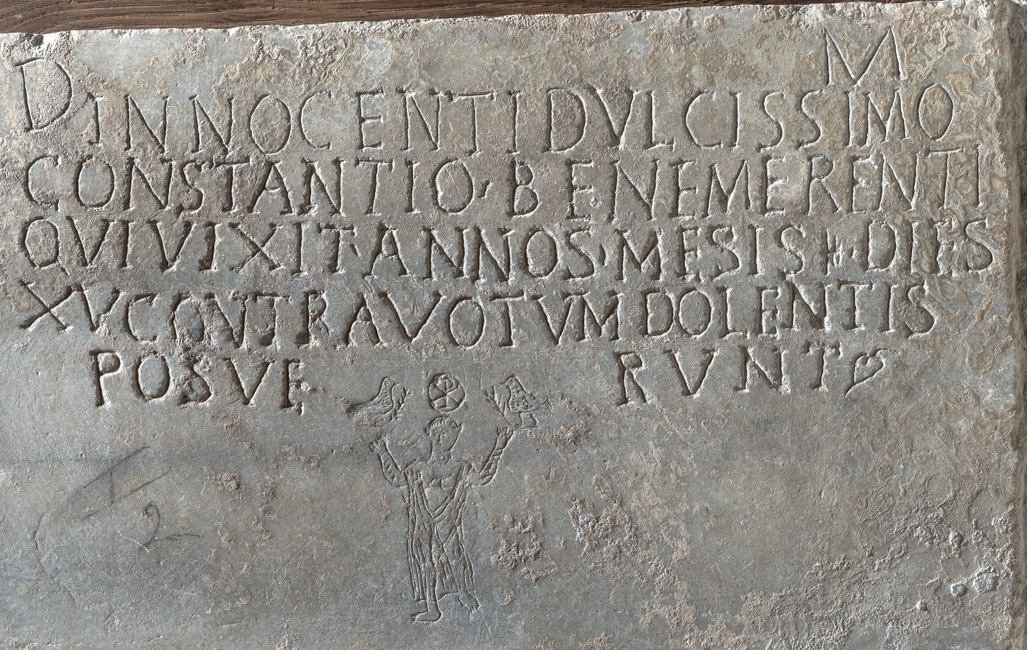 D M
INNOCENTI DVLCISSIMO
CONSTANTIO · BENEMERENTI
QVI VIXIT · ANNOS · MESIS · DIES
XV CONTRA VOTVM DOLENTIS
POSVE RVNT